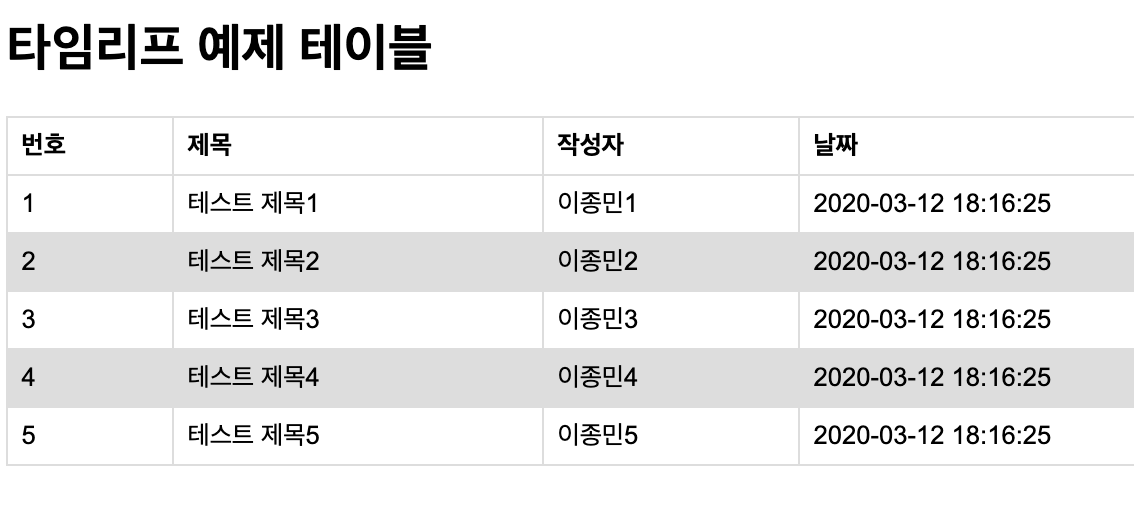 타임리프 예제 테이블
번호 제목 작성자 날짜
1 테스트 제목1 이종민1 2020-03-12 18:16:25
2 테스트 제목2 이종민2 2020-03-12 18:16:25
3 테스트 제목3 이종민3 2020-03-12 18:16:25
4 테스트 제목4 이종민4 2020-03-12 18:16:25
5 테스트 제목5 이종민5 2020-03-12 18:16:25